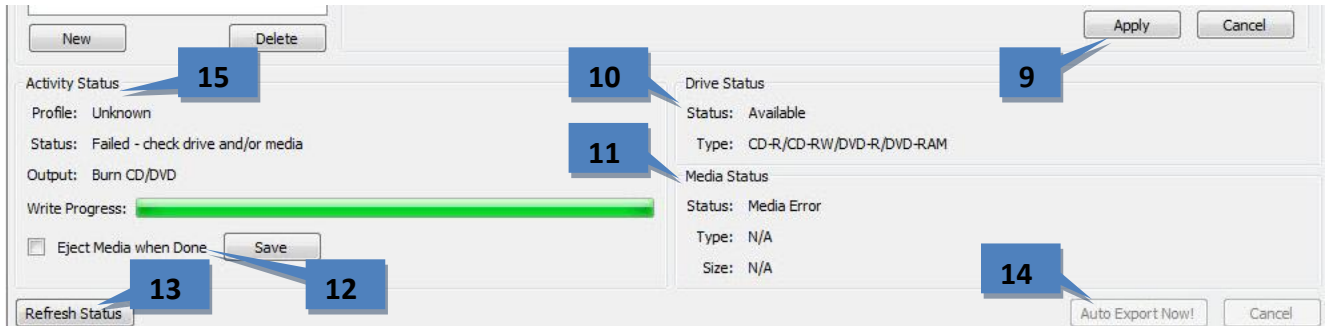 New Delete Apply Cancel
15 10 9
Activity Status Drive Status
Profile: Unknown Status: Available
Status: Failed - check drive and/or media Type: CD-R/CD-RW/DVD-R/DVD-RAM
11
Output: Burn CD/DVD Media Status
Write Progress: Status: Media Error
Eject Media when Done Save Type: N/A
Size: N/A
13 12 14
Refresh Status Auto Export Now! Cancel